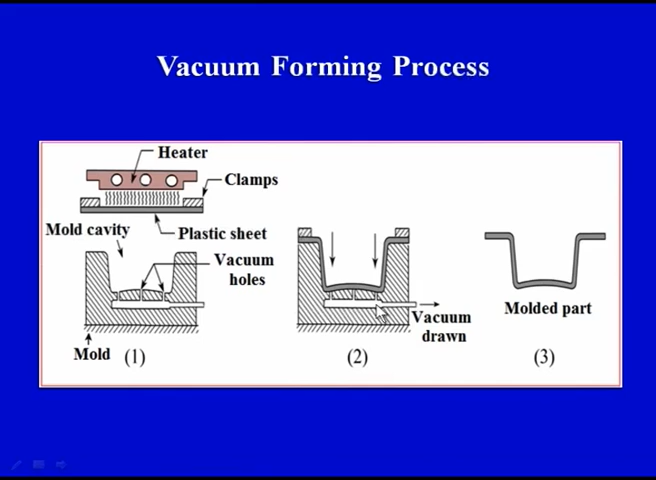 Vacuum Forming Process
Heater
Clamps
Plastic sheet
Mold cavity
Vacuum
holes
Mold
(1)
Vacuum
drawn
(2)
Molded part
(3)